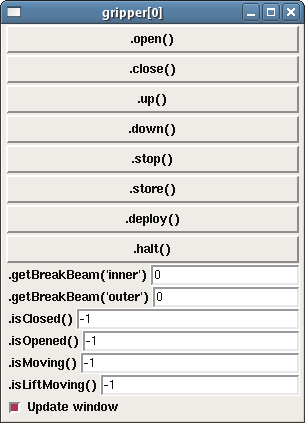 gripper[0]
.open()
.close()
.up()
.down()
.stop()
.store()
.deploy()
.halt()
.getBreakBeam('inner') 0
.getBreakBeam('outer') 0
.isClosed() -1
.isOpened() -1
.isMoving() -1
.isLiftMoving() -1
Update window